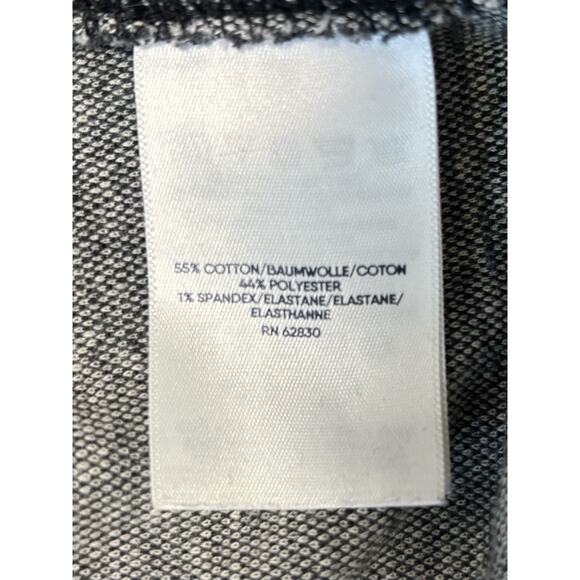 55% COTTON/BAUMWOLLE/COTON
44% POLYESTER
1% SPANDEX/ELASTANE/ELASTANE/
ELASTHANNE
RN 62830